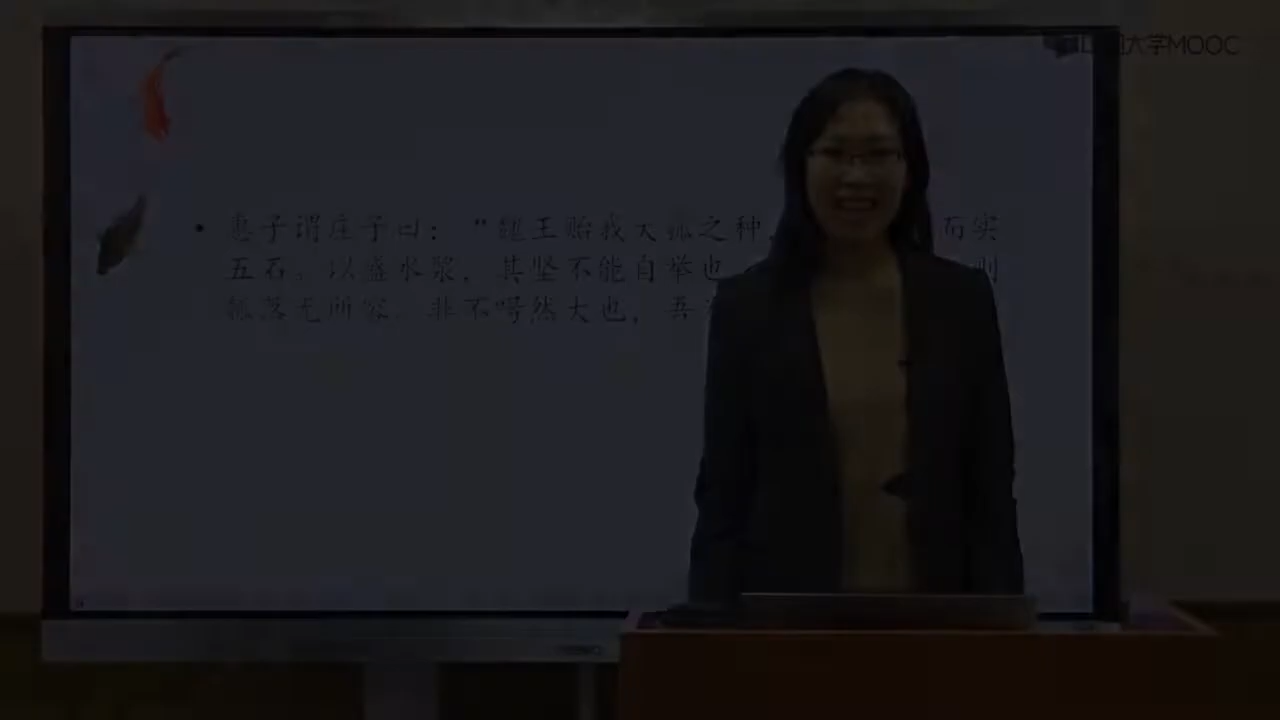 大学MOOC
惠子谓庄子曰：“魏王贻我大瓠之种，
而实
五石。以盛水浆，其坚不能自举也
则
瓠落无所容。非不呺然大也，吾